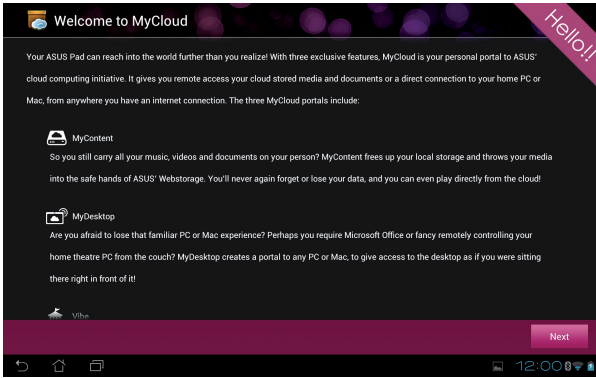 Welcome to MyCloud
Hello!!
Your ASUS Pad can reach into the world further than you realize! With three exclusive features, MyCloud is your personal portal to ASUS'
cloud computing initiative. It gives you remote access your cloud stored media and documents or a direct connection to your home PC or
Mac, from anywhere you have an internet connection. The three MyCloud portals include:
MyContent
So you still carry all your music, videos and documents on your person? MyContent frees up your local storage and throws your media
into the safe hands of ASUS' Webstorage. You'll never again forget or lose your data, and you can even play directly from the cloud!
MyDesktop
Are you afraid to lose that familiar PC or Mac experience? Perhaps you require Microsoft Office or fancy remotely controlling your
home theatre PC from the couch? MyDesktop creates a portal to any PC or Mac, to give access to the desktop as if you were sitting
there right in front of it!
Vibe
Next
12:00